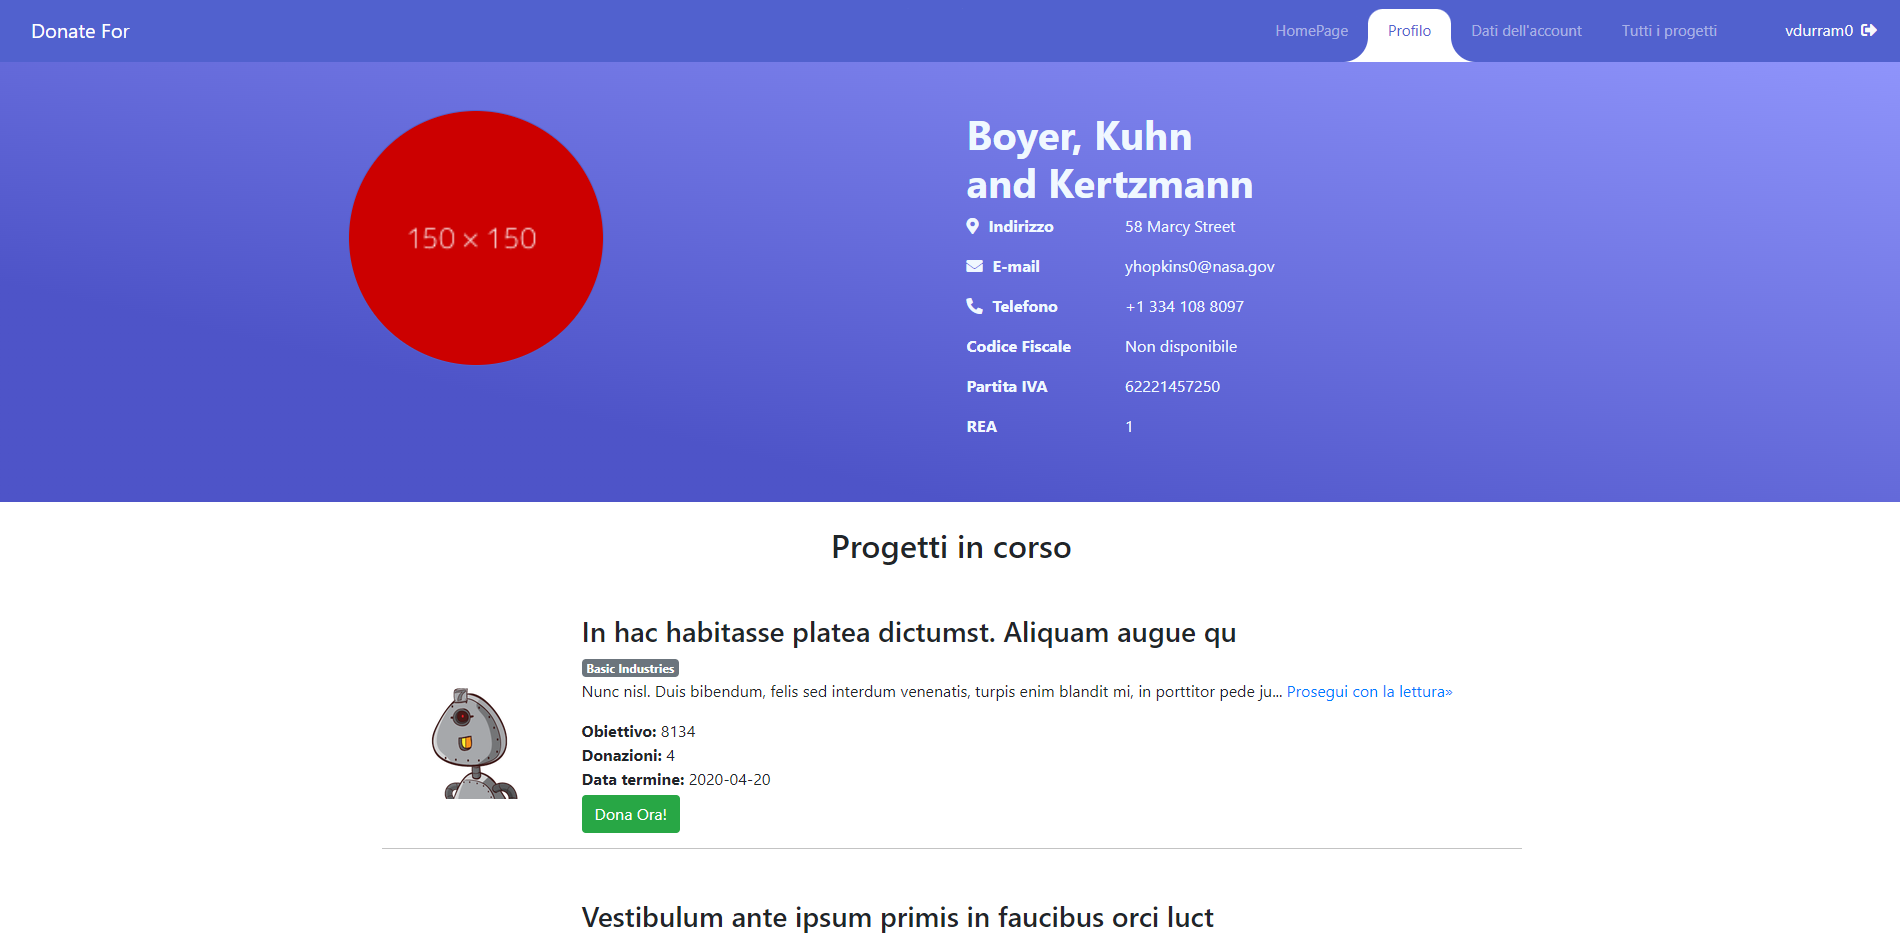 Donate For
HomePage
Profilo
Dati dell'account
Tutti i progetti
vdurram0
150 × 150
Boyer, Kuhn
and Kertzmann
Indirizzo 58 Marcy Street
E-mail yhopkins0@nasa.gov
Telefono +1 334 108 8097
Codice Fiscale Non disponibile
Partita IVA 62221457250
REA 1
Progetti in corso
In hac habitasse platea dictumst. Aliquam augue qu
Basic Industries
Nunc nisl. Duis bibendum, felis sed interdum venenatis, turpis enim blandit mi, in porttitor pede ju... Prosegui con la lettura»
Obiettivo: 8134
Donazioni: 4
Data termine: 2020-04-20
Dona Ora!
Vestibulum ante ipsum primis in faucibus orci luct